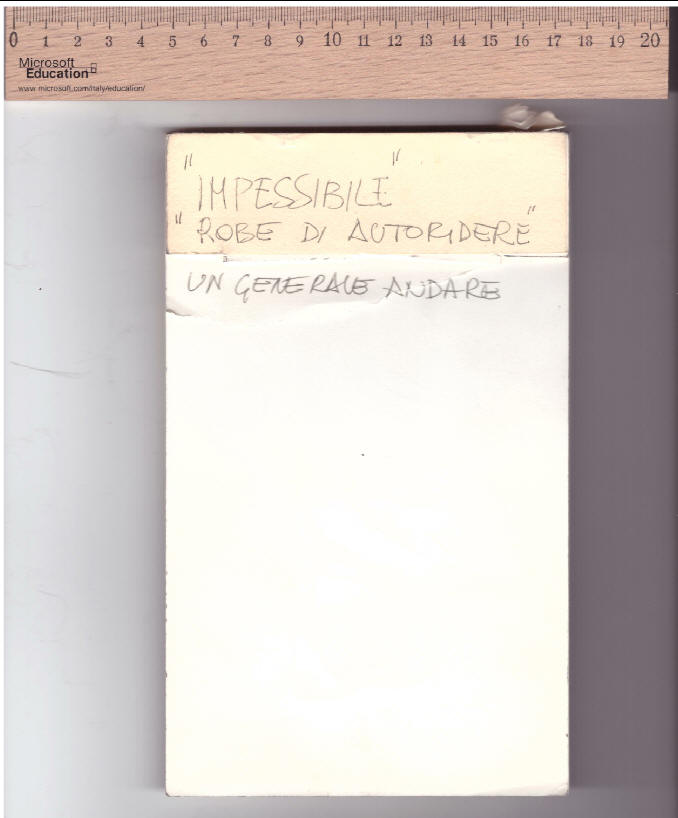 0 1 2 3 4 5 6 7 8 9 10 11 12 13 14 15 16 17 18 19 20
Microsoft
Education
www.microsoft.com/italy/education/
"IMPESSIBILE"
"ROBE DI AUTORIDERE"
UN GENERALE ANDARE